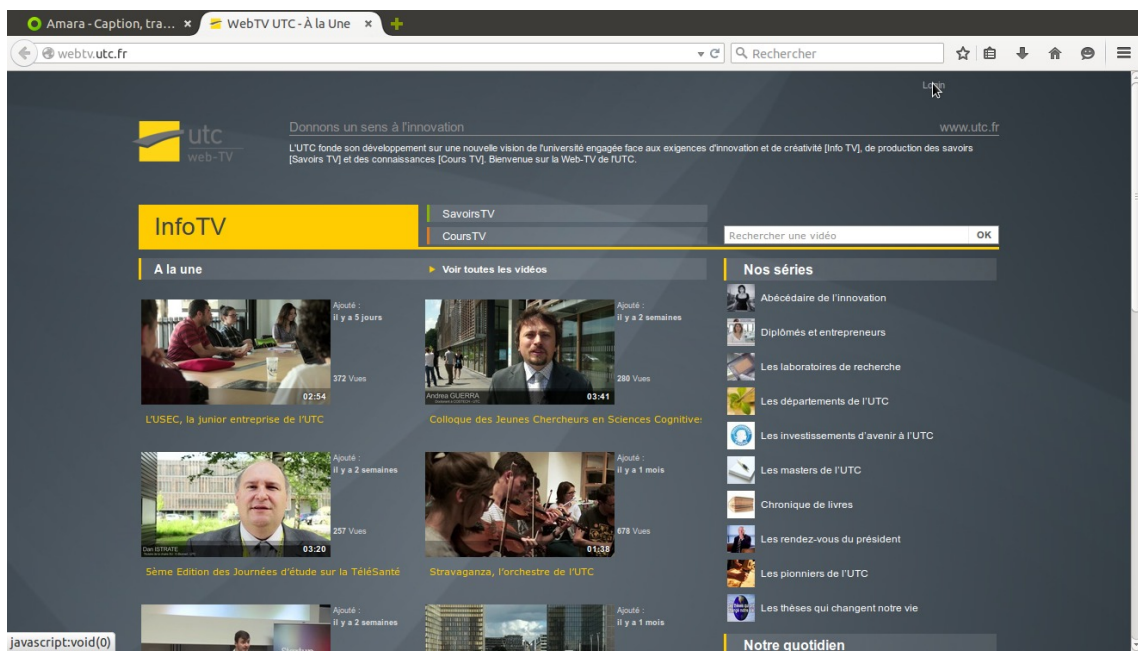 Amara - Caption, tra...
WebTV UTC - À la Une
webtv.utc.fr
Rechercher
Login
utc
web-TV
Donnons un sens à l'innovation
www.utc.fr
L'UTC fonde son développement sur une nouvelle vision de l'université engagée face aux exigences d'innovation et de créativité [Info TV], de production des savoirs
[Savoirs TV] et des connaissances [Cours TV]. Bienvenue sur la Web-TV de l'UTC.
InfoTV
SavoirsTV
CoursTV
Rechercher une vidéo
OK
A la une
Voir toutes les vidéos
Nos séries
Ajouté :
il y a 5 jours
372 Vues
02:54
L'USEC, la junior entreprise de l'UTC
Ajouté :
il y a 2 semaines
280 Vues
Andrea GUERRA
03:41
Colloque des Jeunes Chercheurs en Sciences Cognitive
Ajouté :
il y a 2 semaines
257 Vues
Dan ISTRATE
03:20
5ème Edition des Journées d'étude sur la TéléSanté
Ajouté :
il y a 1 mois
678 Vues
01:38
Stravaganza, l'orchestre de l'UTC
Ajouté :
il y a 2 semaines
Ajouté :
il y a 1 mois
Abécédaire de l'innovation
Diplômés et entrepreneurs
Les laboratoires de recherche
Les départements de l'UTC
Les investissements d'avenir à l'UTC
Les masters de l'UTC
Chronique de livres
Les rendez-vous du président
Les pionniers de l'UTC
Les thèses qui changent notre vie
Notre quotidien
javascript:void(0)